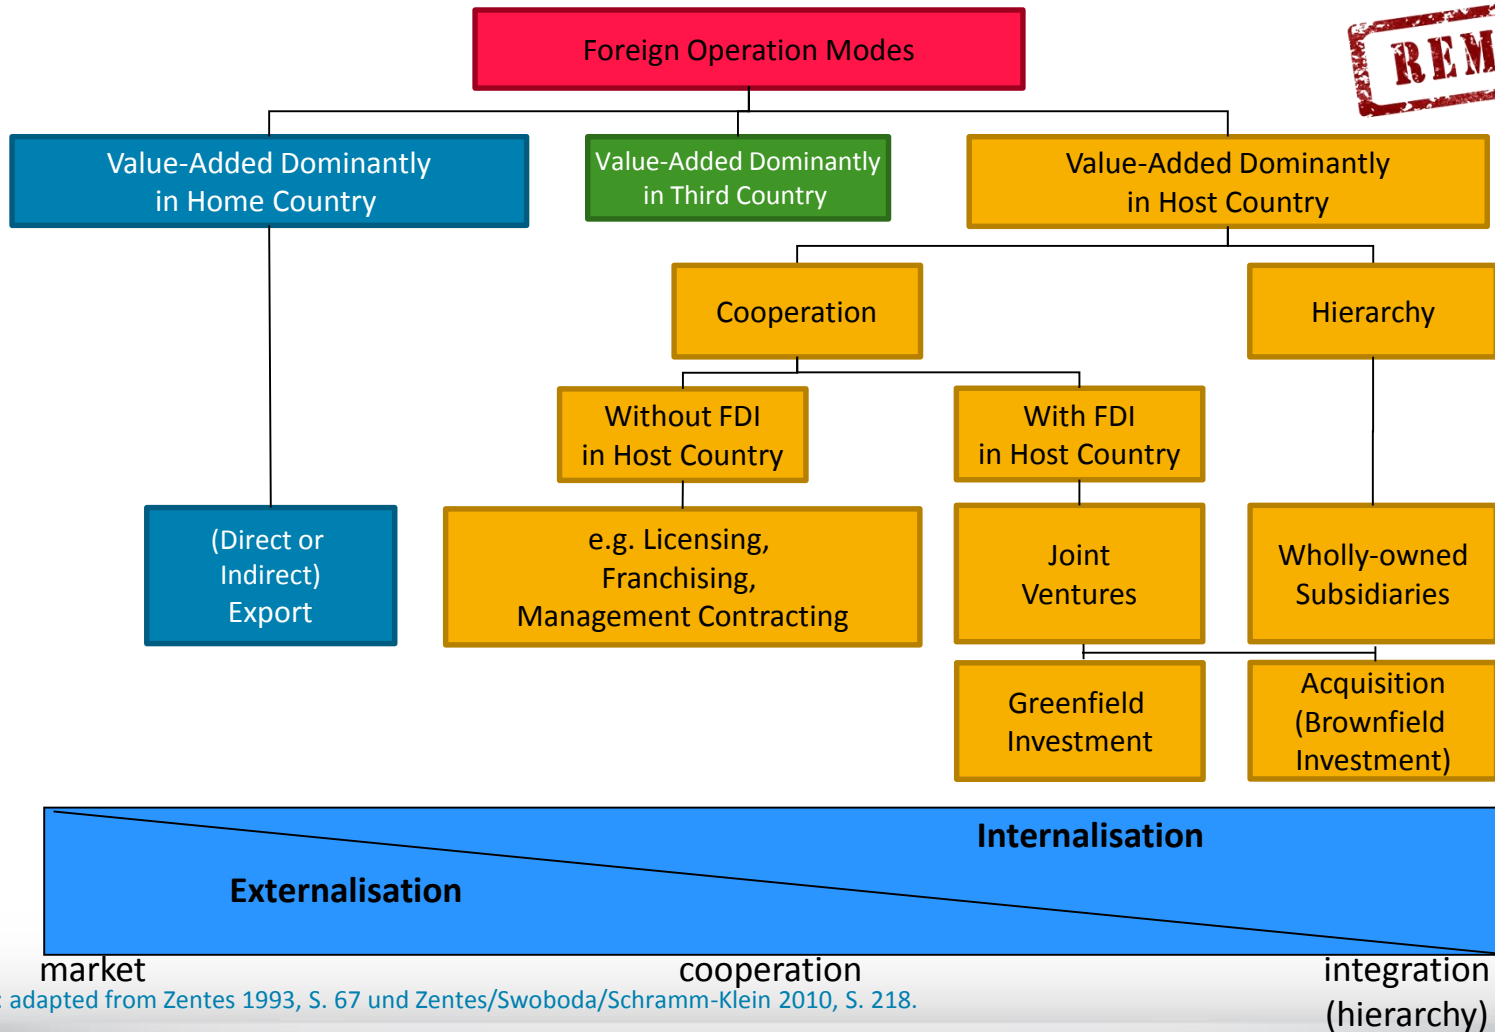 Foreign Operation Modes
REM
Value-Added Dominantly
in Home Country
Value-Added Dominantly
in Third Country
Value-Added Dominantly
in Host Country
Cooperation
Hierarchy
Without FDI
in Host Country
With FDI
in Host Country
(Direct or
Indirect)
Export
e.g. Licensing,
Franchising,
Management Contracting
Joint
Ventures
Wholly-owned
Subsidiaries
Greenfield
Investment
Acquisition
(Brownfield
Investment)
Internalisation
Externalisation
market
cooperation
integration
(hierarchy)
: adapted from Zentes 1993, S. 67 und Zentes/Swoboda/Schramm-Klein 2010, S. 218.